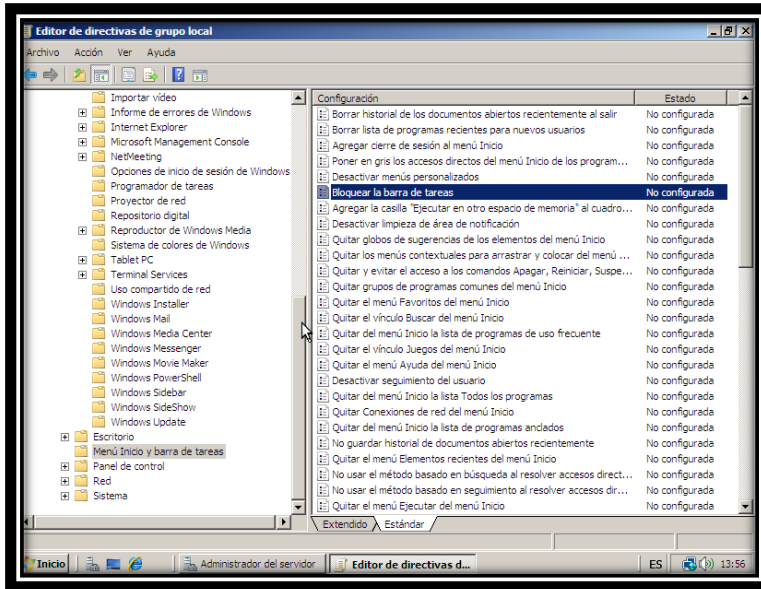 Editor de directivas de grupo local
Archivo Acción Ver Ayuda
Importar vídeo
Informe de errores de Windows
Internet Explorer
Microsoft Management Console
NetMeeting
Opciones de inicio de sesión de Windows
Programador de tareas
Proyector de red
Repositorio digital
Reproductor de Windows Media
Sistema de colores de Windows
Tablet PC
Terminal Services
Uso compartido de red
Windows Installer
Windows Mail
Windows Media Center
Windows Messenger
Windows Movie Maker
Windows PowerShell
Windows Sidebar
Windows SideShow
Windows Update
Escritorio
Menú Inicio y barra de tareas
Panel de control
Red
Sistema
Configuración Estado
Borrar historial de los documentos abiertos recientemente al salir No configurada
Borrar lista de programas recientes para nuevos usuarios No configurada
Agregar cierre de sesión al menú Inicio No configurada
Poner en gris los accesos directos del menú Inicio de los program... No configurada
Desactivar menús personalizados No configurada
Bloquear la barra de tareas No configurada
Agregar la casilla "Ejecutar en otro espacio de memoria" al cuadro... No configurada
Desactivar limpieza de área de notificación No configurada
Quitar globos de sugerencias de los elementos del menú Inicio No configurada
Quitar los menús contextuales para arrastrar y colocar del menú ... No configurada
Quitar y evitar el acceso a los comandos Apagar, Reiniciar, Suspe... No configurada
Quitar grupos de programas comunes del menú Inicio No configurada
Quitar el menú Favoritos del menú Inicio No configurada
Quitar el vínculo Buscar del menú Inicio No configurada
Quitar del menú Inicio la lista de programas de uso frecuente No configurada
Quitar el vínculo Juegos del menú Inicio No configurada
Quitar el menú Ayuda del menú Inicio No configurada
Desactivar seguimiento del usuario No configurada
Quitar del menú Inicio la lista Todos los programas No configurada
Quitar Conexiones de red del menú Inicio No configurada
Quitar del menú Inicio la lista de programas anclados No configurada
No guardar historial de documentos abiertos recientemente No configurada
Quitar el menú Elementos recientes del menú Inicio No configurada
No usar el método basado en búsqueda al resolver accesos direct... No configurada
No usar el método basado en seguimiento al resolver accesos dir... No configurada
Quitar el menú Ejecutar del menú Inicio No configurada
Extendido Estándar
Inicio Administrador del servidor Editor de directivas d... ES 13:56